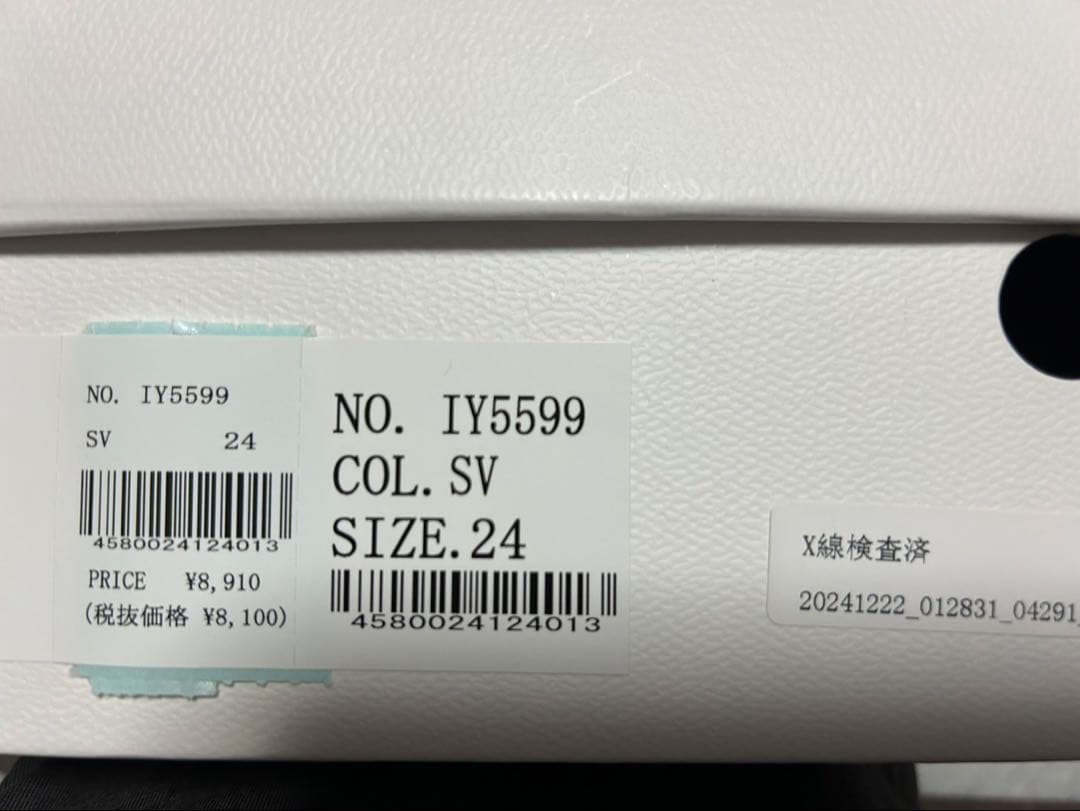 NO. IY5599
SV 24
4580024124013
PRICE ¥8,910
(税抜価格 ¥8,100)
NO. IY5599
COL. SV
SIZE.24
4580024124013
X線検査済
20241222_012831_04291_